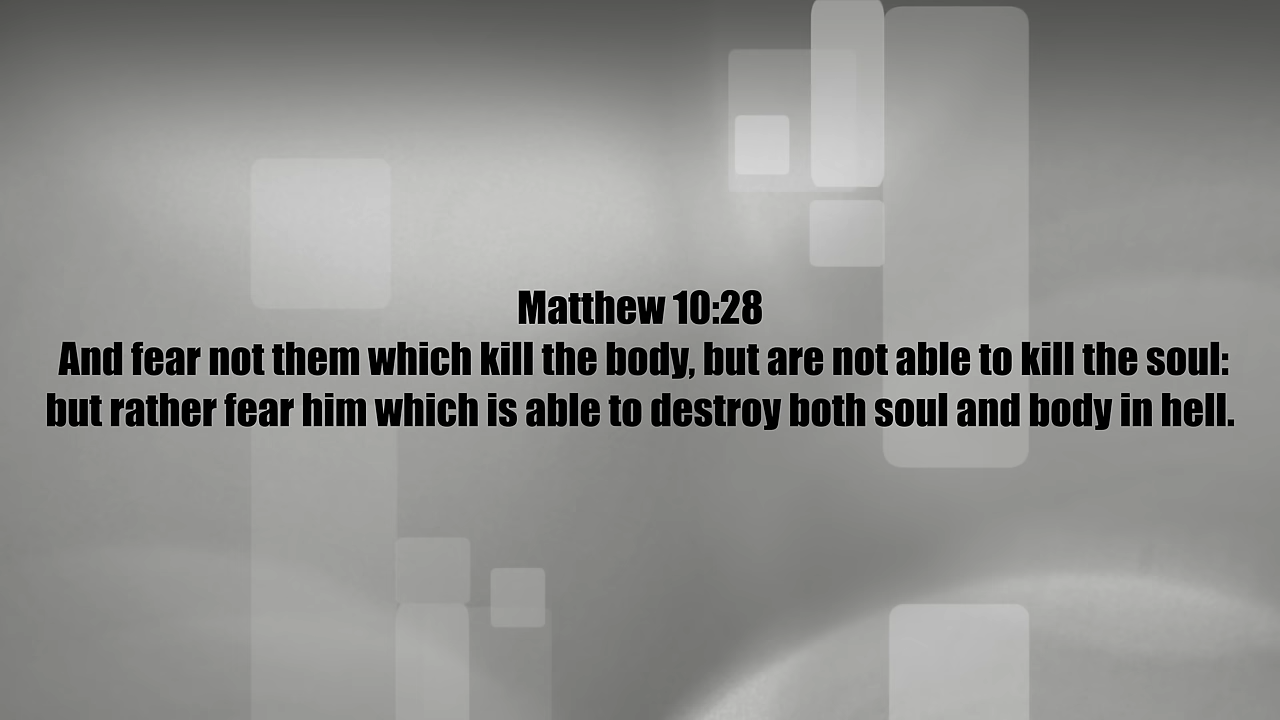 Matthew 10:28
And fear not them which kill the body, but are not able to kill the soul:
but rather fear him which is able to destroy both soul and body in hell.